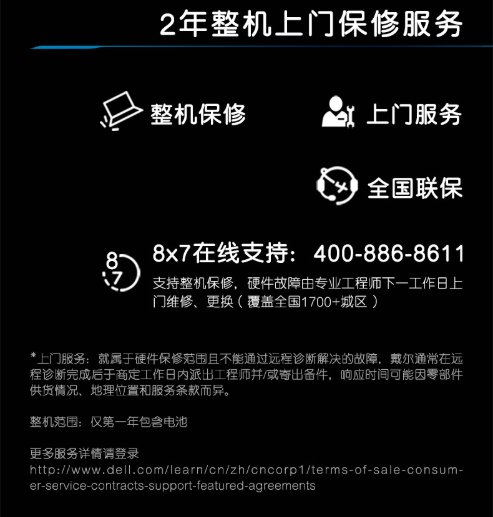 2年整机上门保修服务
整机保修
上门服务
全国联保
8
7
8x7在线支持：400-886-8611
支持整机保修，硬件故障由专业工程师下一工作日上
门维修、更换（覆盖全国1700+城区）
*上门服务：就属于硬件保修范围且不能通过远程诊断解决的故障，戴尔通常在远
程诊断完成后于商定工作日内派出工程师并/或寄出备件，响应时间可能因零部件
供货情况、地理位置和服务条款而异。
整机范围：仅第一年包含电池
更多服务详情请登录
http://www.dell.com/learn/cn/zh/cncorp1/terms-of-sale-consum-
er-service-contracts-support-featured-agreements